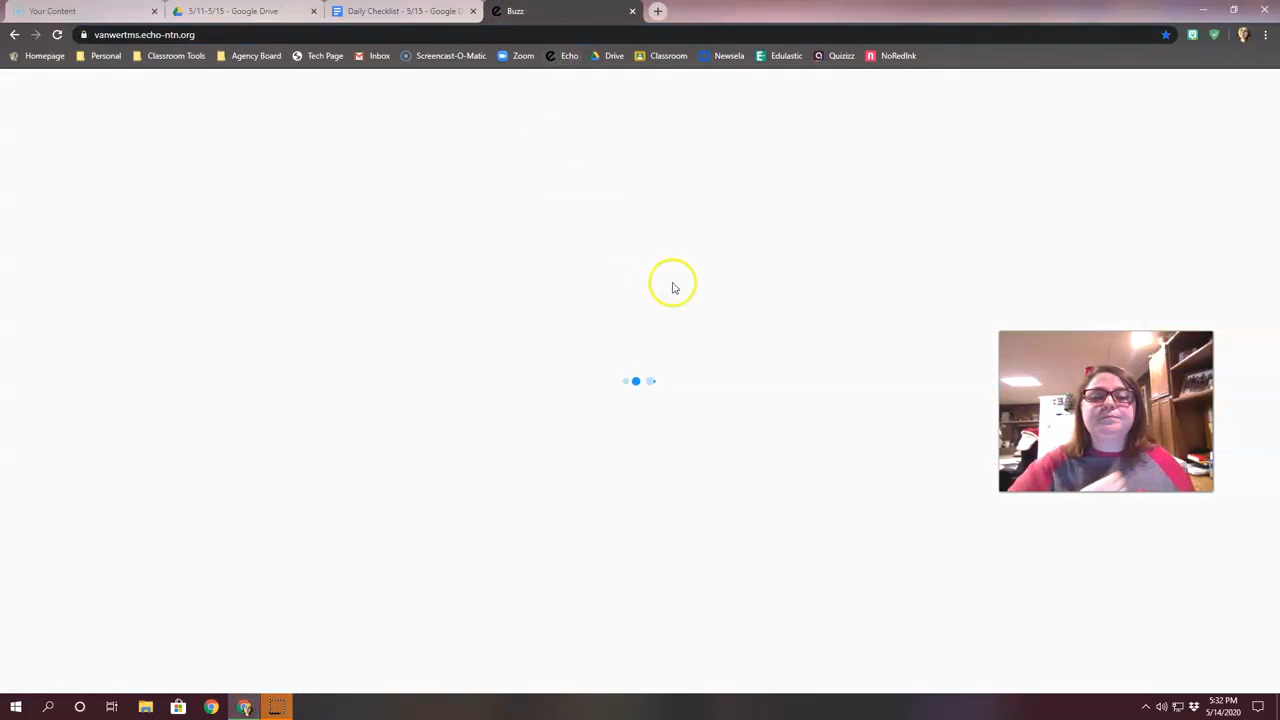 Your Content
5/11-5/15 - Google Drive
Daily Checklist - 5/15 - Google D
Buzz
vanwertms.echo-ntn.org
Homepage
Personal
Classroom Tools
Agency Board
Tech Page
Inbox
Screencast-O-Matic
Zoom
Echo
Drive
Classroom
Newsela
Edulastic
Quizizz
NoRedInk
5:32 PM
5/14/2020